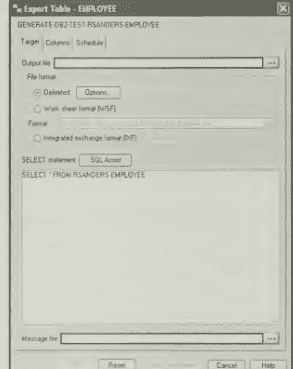 Export Table - EMPLOYEE
GENERATE-DB2-TEST-RSANDERS-EMPLOYEE
Target Columns Schedule
Output file ...
File format
Delimited Options...
Work sheet format (WSF)
Format
Integrated exchange format (IXF)
SELECT statement SQL Assist
SELECT * FROM RSANDERS.EMPLOYEE
Message file ...
Reset Cancel Help